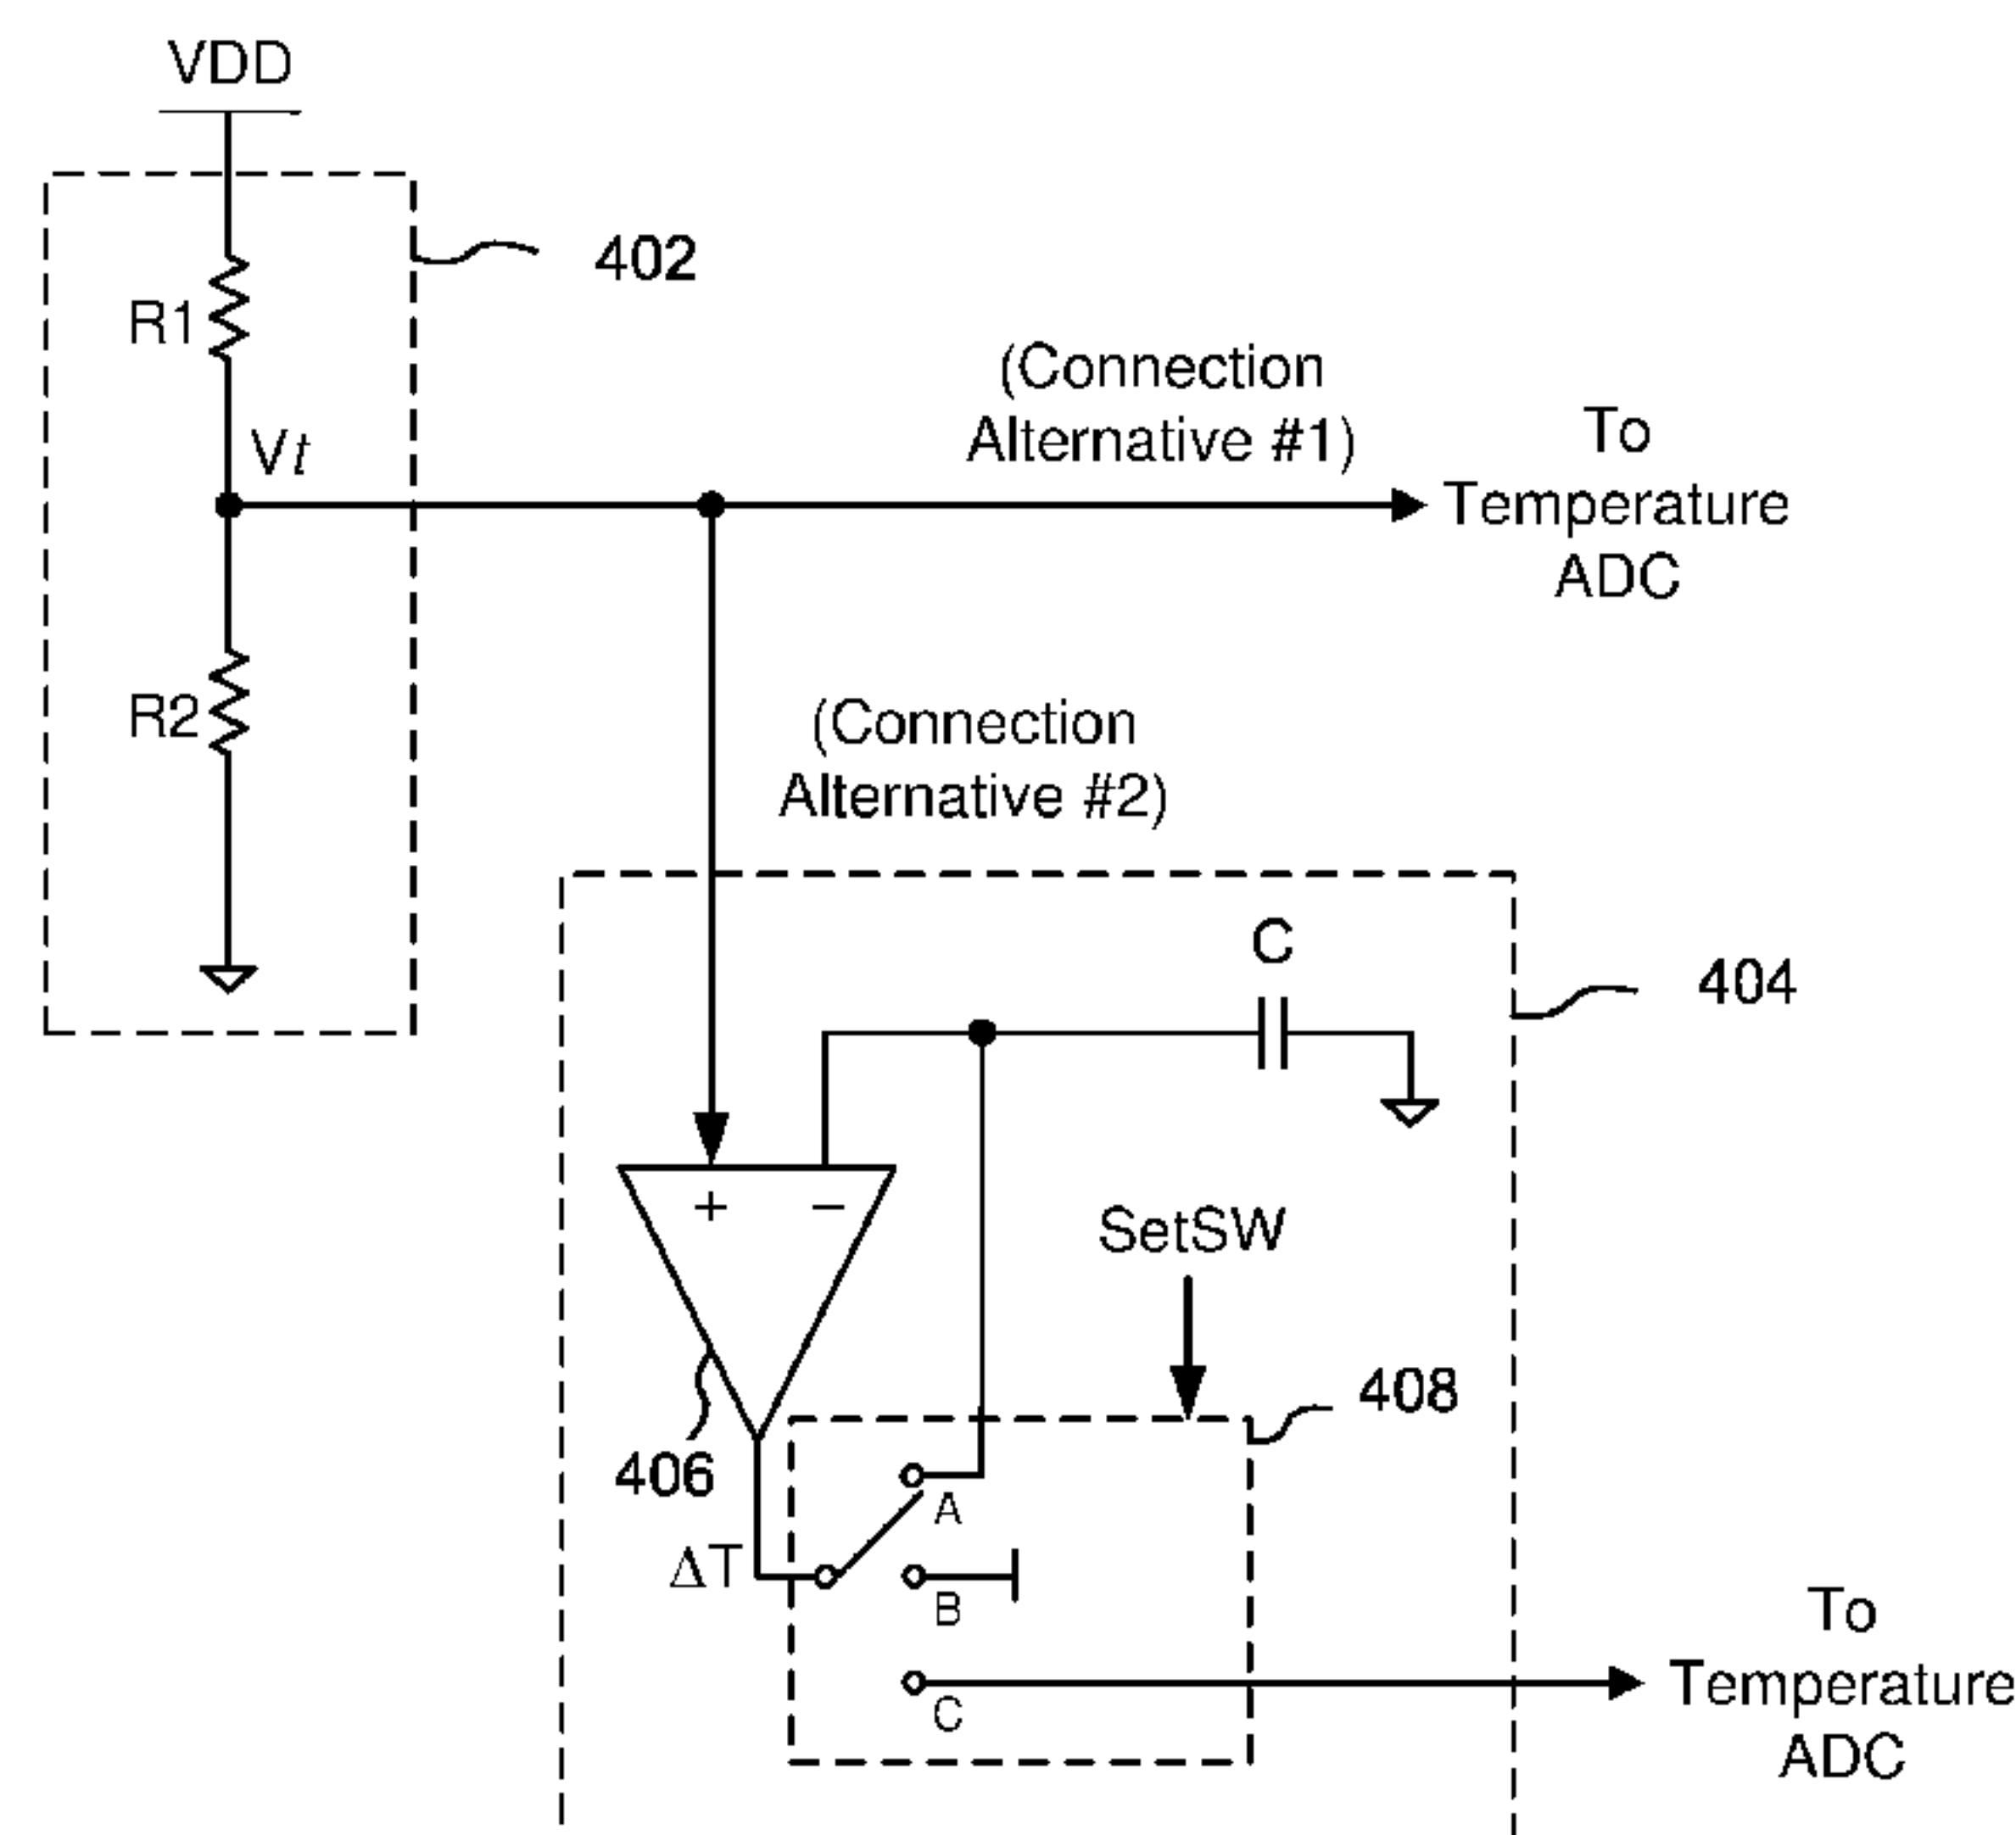 VDD
402
R1
(Connection
Alternative #1)
To
Temperature
ADC
Vt
R2
(Connection
Alternative #2)
C
404
+
−
SetSW
408
406
A
ΔT
B
C
To
Temperature
ADC